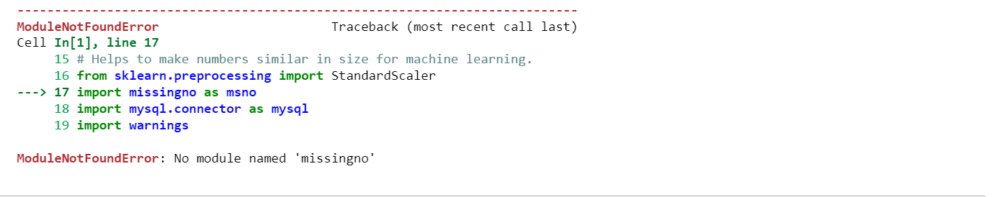 ---------------------------------------------------------------------------
ModuleNotFoundError                       Traceback (most recent call last)
Cell In[1], line 17
     15 # Helps to make numbers similar in size for machine learning.
     16 from sklearn.preprocessing import StandardScaler
---> 17 import missingno as msno
     18 import mysql.connector as mysql
     19 import warnings
ModuleNotFoundError: No module named 'missingno'